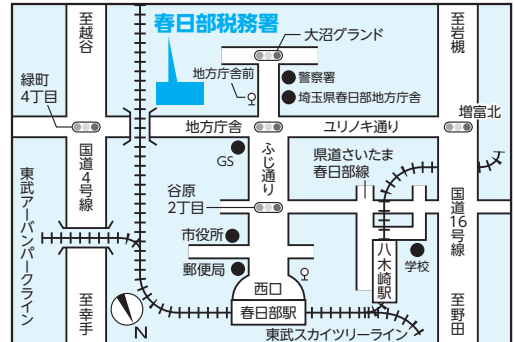 至越谷
春日部税務署
至岩槻
大沼グランド
地方庁舎前
警察署
埼玉県春日部地方庁舎
緑町
4丁目
増富北
地方庁舎
ユリノキ通り
GS
ふじ通り
県道さいたま
春日部線
国道4号線
東武アーバンパークライン
谷原
2丁目
国道16号線
市役所
八木崎駅
学校
郵便局
西口
至幸手
N
春日部駅
至野田
東武スカイツリーライン